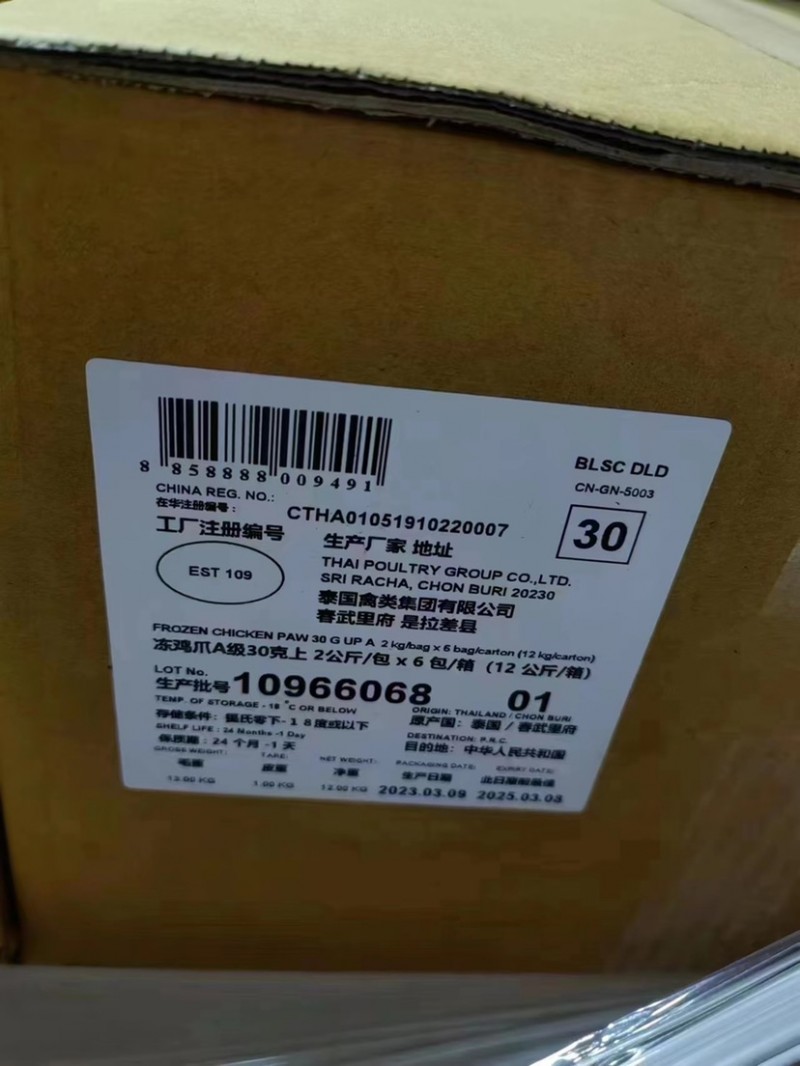 8 858888 009491
BLSC DLD
CN-GN-5003
CHINA REG. NO.:
在华注册编号:
CTHA01051910220007
30
工厂注册编号
生产厂家 地址
EST 109
THAI POULTRY GROUP CO.,LTD.
SRI RACHA, CHON BURI 20230
泰国禽类集团有限公司
春武里府 是拉差县
FROZEN CHICKEN PAW 30 G UP A 2 kg/bag x 6 bag/carton (12 kg/carton)
冻鸡爪A级30克上 2公斤/包 x 6 包/箱 (12 公斤/箱)
LOT No.
生产批号 10966068 01
TEMP. OF STORAGE - 18 °C OR BELOW
ORIGIN: THAILAND / CHON BURI
存储条件: 摄氏零下-18度或以下
原产国: 泰国 / 春武里府
SHELF LIFE : 24 Months -1 Day
DESTINATION: P.R.C.
保质期: 24 个月 -1 天
目的地: 中华人民共和国
GROSS WEIGHT: TARE: NET WEIGHT: PACKAGING DATE: EXPIRY DATE:
毛重 皮重 净重 生产日期
13.00 KG 1.00 KG 12.00 KG 2023.03.09 2025.03.08